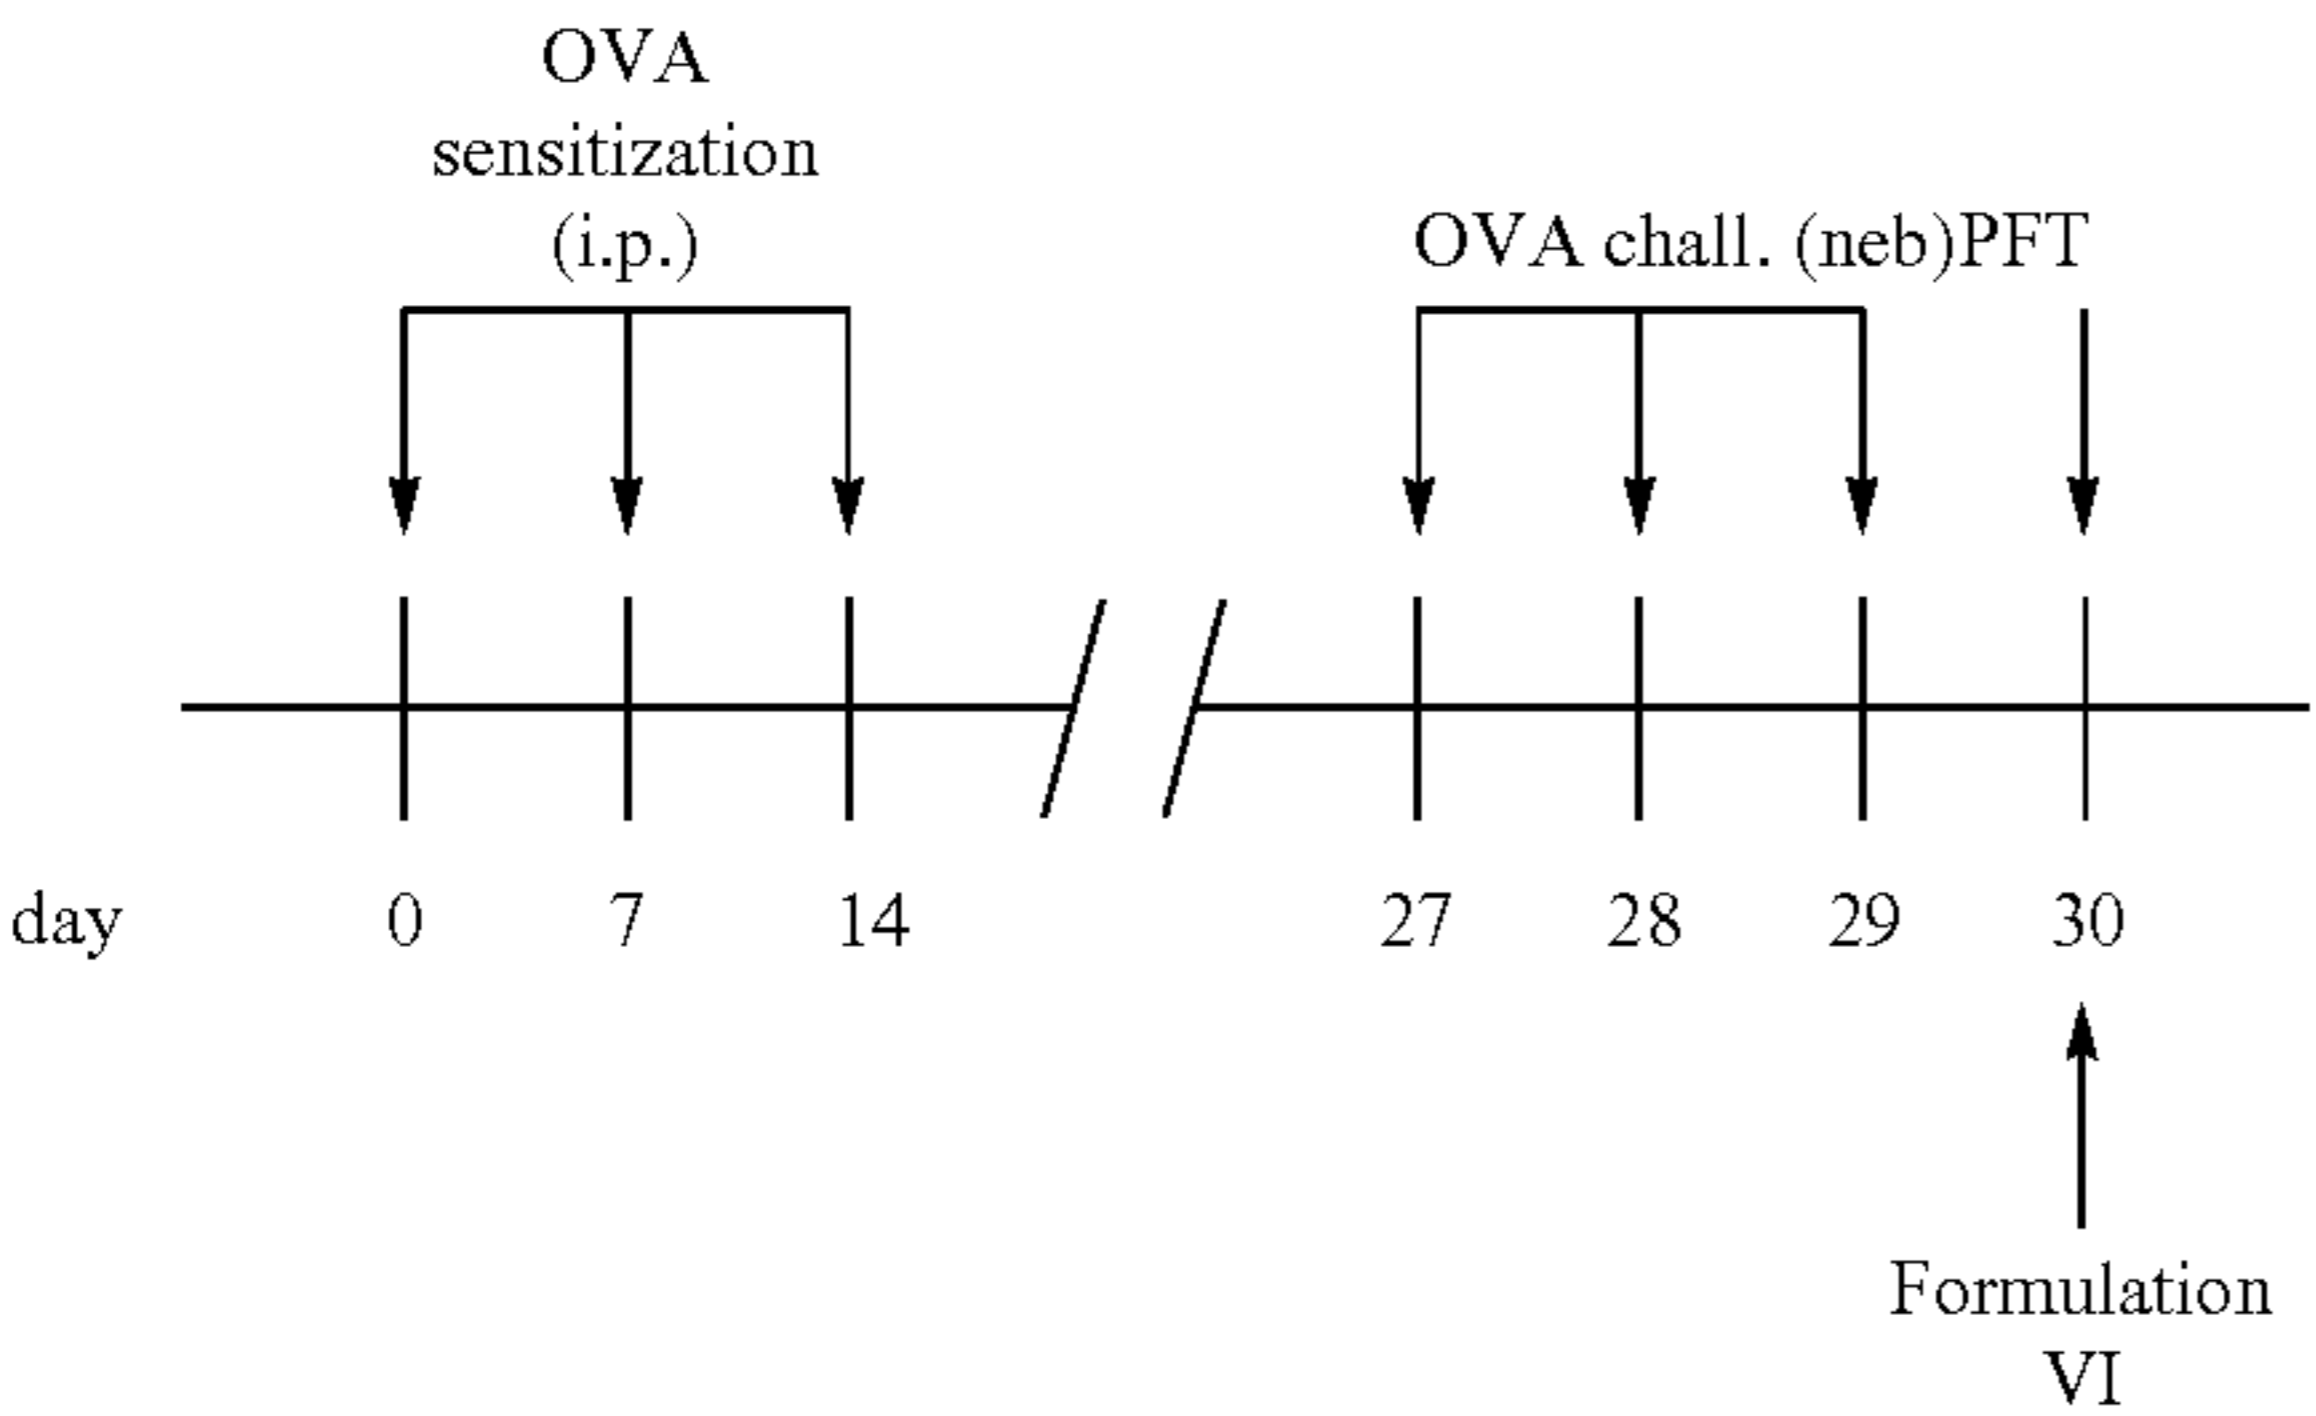 OVA
sensitization
(i.p.)
OVA chall. (neb)PFT
day 0 7 14 27 28 29 30
Formulation
VI